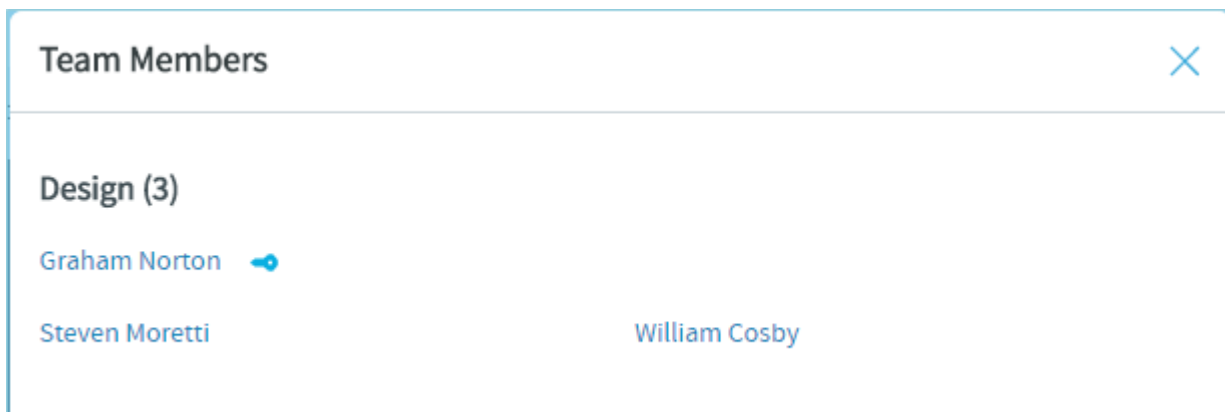 Team Members
Design (3)
Graham Norton
Steven Moretti
William Cosby